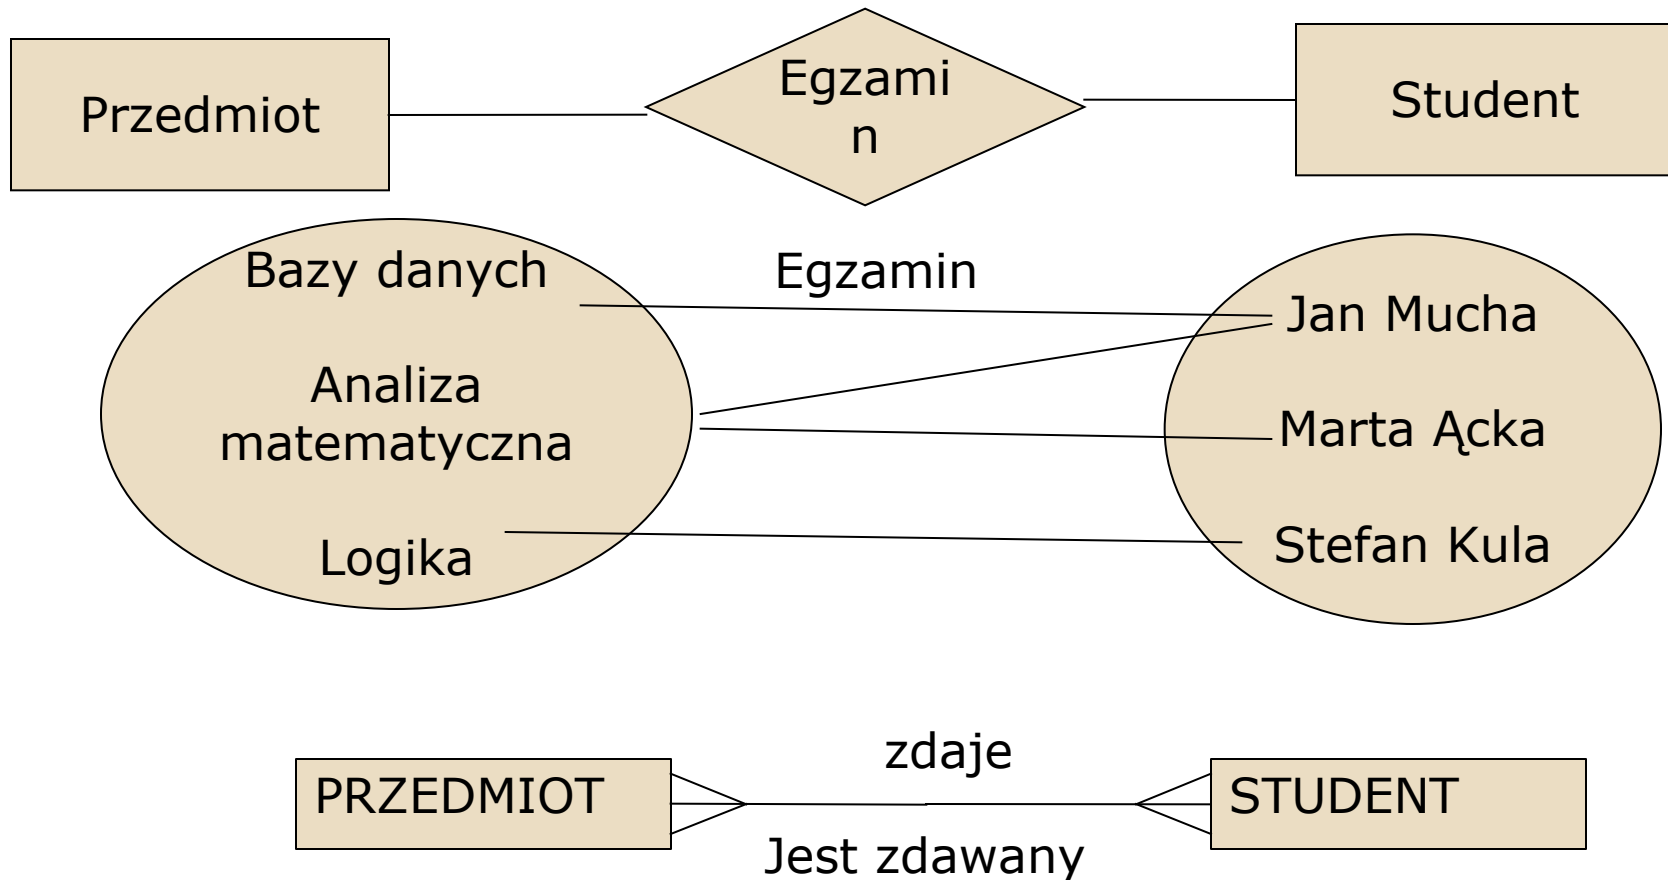 Przedmiot
Egzami
n
Student
Bazy danych
Analiza
matematyczna
Logika
Egzamin
Jan Mucha
Marta Ącka
Stefan Kula
PRZEDMIOT
zdaje
Jest zdawany
STUDENT